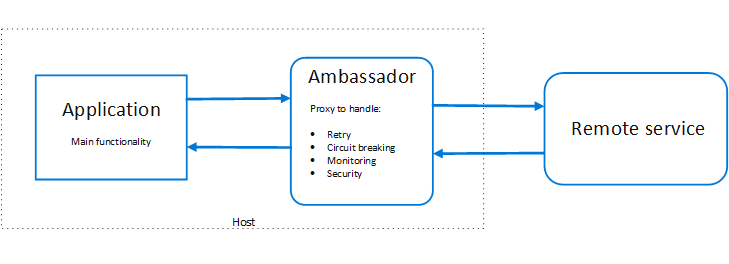 Application
Main functionality
Ambassador
Proxy to handle:
• Retry
• Circuit breaking
• Monitoring
• Security
Remote service
Host